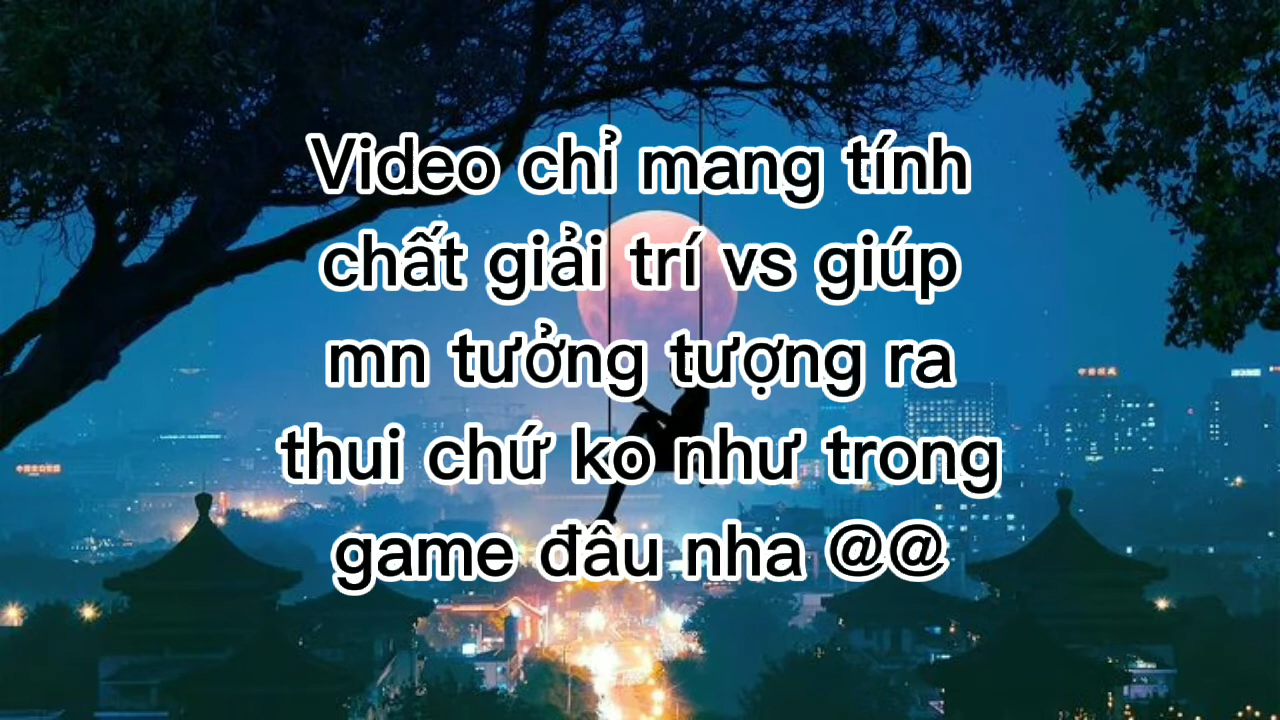 Video chỉ mang tính
chất giải trí vs giúp
mn tưởng tượng ra
thui chứ ko như trong
game đâu nha @@